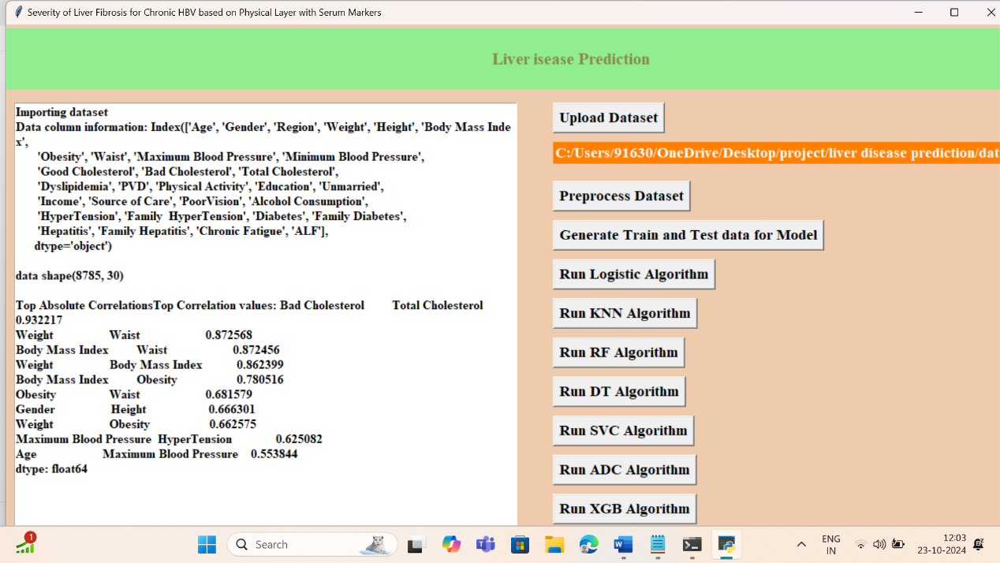 Severity of Liver Fibrosis for Chronic HBV based on Physical Layer with Serum Markers
Liver isease Prediction
Importing dataset
Data column information: Index(['Age', 'Gender', 'Region', 'Weight', 'Height', 'Body Mass Inde
x',
'Obesity', 'Waist', 'Maximum Blood Pressure', 'Minimum Blood Pressure',
'Good Cholesterol', 'Bad Cholesterol', 'Total Cholesterol',
'Dyslipidemia', 'PVD', 'Physical Activity', 'Education', 'Unmarried',
'Income', 'Source of Care', 'PoorVision', 'Alcohol Consumption',
'HyperTension', 'Family  HyperTension', 'Diabetes', 'Family Diabetes',
'Hepatitis', 'Family Hepatitis', 'Chronic Fatigue', 'ALF'],
dtype='object')
data shape(8785, 30)
Top Absolute CorrelationsTop Correlation values: Bad Cholesterol Total Cholesterol
0.932217
Weight Waist 0.872568
Body Mass Index Waist 0.872456
Weight Body Mass Index 0.862399
Body Mass Index Obesity 0.780516
Obesity Waist 0.681579
Gender Height 0.666301
Weight Obesity 0.662575
Maximum Blood Pressure HyperTension 0.625082
Age Maximum Blood Pressure 0.553844
dtype: float64
Upload Dataset
C:/Users/91630/OneDrive/Desktop/project/liver disease prediction/dat
Preprocess Dataset
Generate Train and Test data for Model
Run Logistic Algorithm
Run KNN Algorithm
Run RF Algorithm
Run DT Algorithm
Run SVC Algorithm
Run ADC Algorithm
Run XGB Algorithm
1
Search
ENG
IN
12:03
23-10-2024